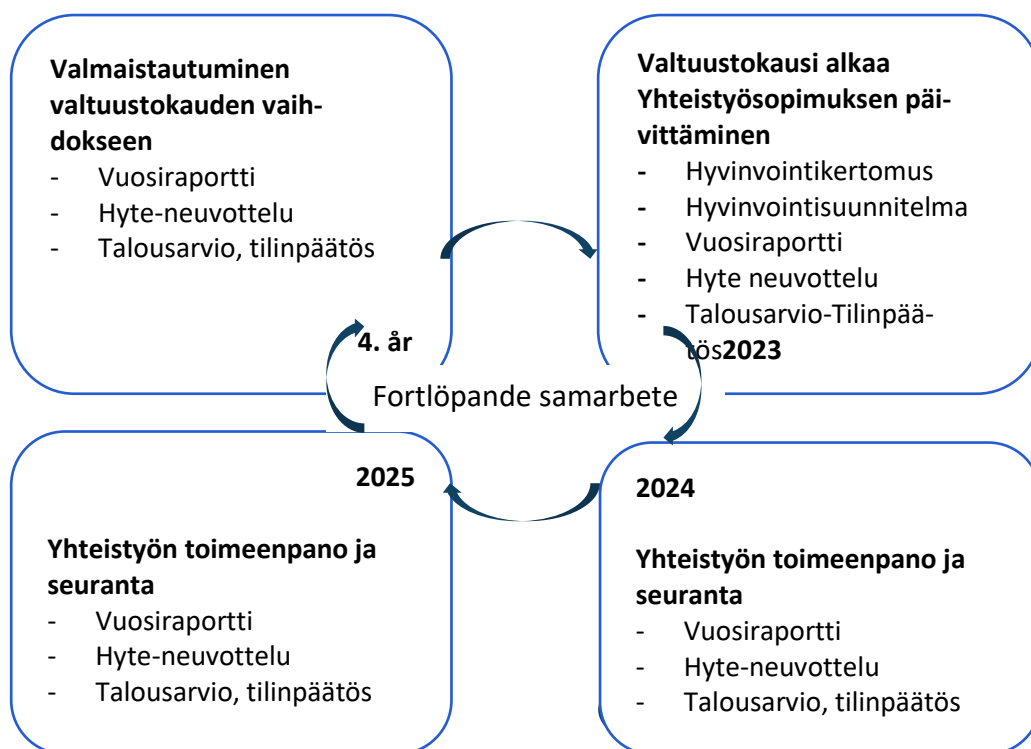 Valmaistautuminen
valtuustokauden vaih-
dokseen
- Vuosiraportti
- Hyte-neuvottelu
- Talousarvio, tilinpäätös
4. år
Valtuustokausi alkaa
Yhteistyösopimuksen päi-
vittäminen
- Hyvinvointikertomus
- Hyvinvointisuunnitelma
- Vuosiraportti
- Hyte neuvottelu
- Talousarvio-Tilinpää-
tös2023
Fortlöpande samarbete
2025
Yhteistyön toimeenpano ja
seuranta
- Vuosiraportti
- Hyte-neuvottelu
- Talousarvio, tilinpäätös
2024
Yhteistyön toimeenpano ja
seuranta
- Vuosiraportti
- Hyte-neuvottelu
- Talousarvio, tilinpäätös